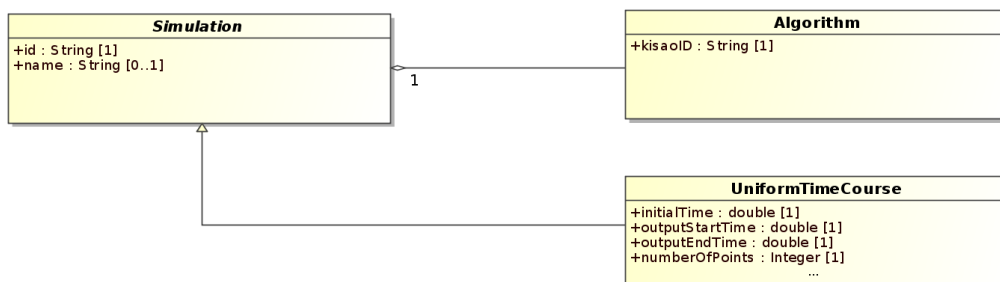 Simulation
+id : String [1]
+name : String [0..1]
1
Algorithm
+kisaoID : String [1]
UniformTimeCourse
+initialTime : double [1]
+outputStartTime : double [1]
+outputEndTime : double [1]
+numberOfPoints : Integer [1]
...